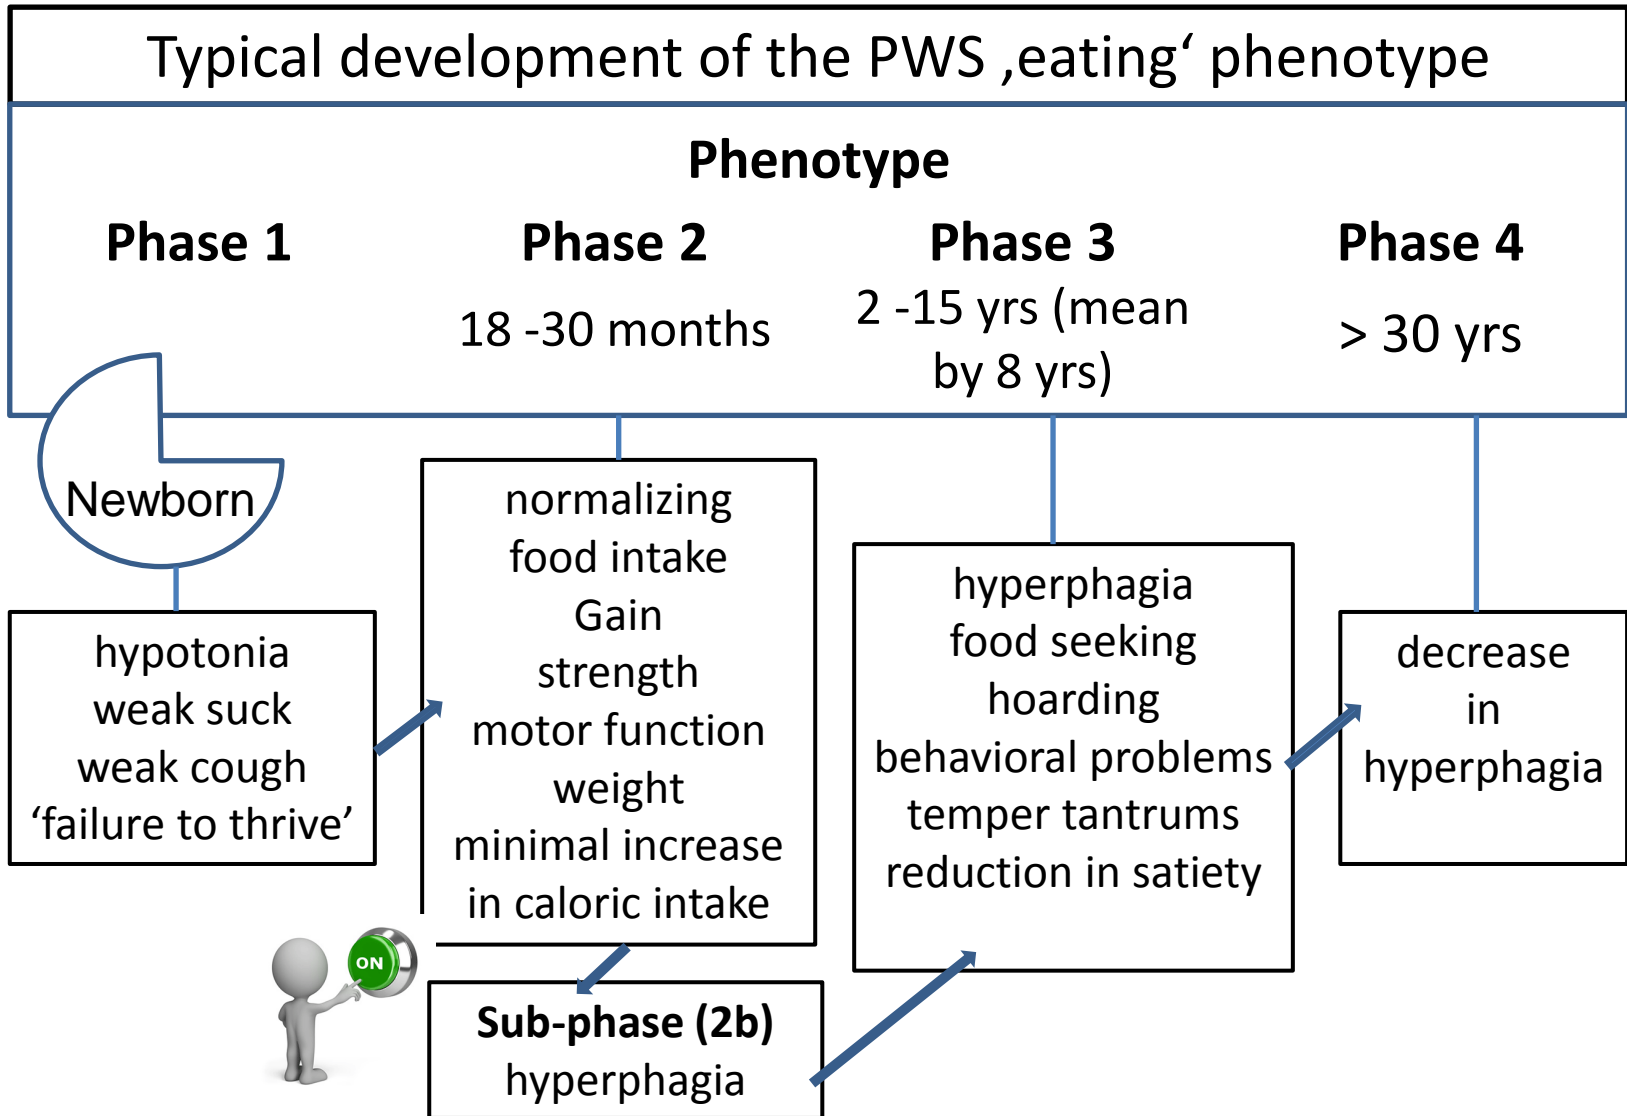 Typical development of the PWS ‚eating‘ phenotype
Phenotype
Phase 1
Phase 2
18 -30 months
Phase 3
2 -15 yrs (mean
by 8 yrs)
Phase 4
> 30 yrs
Newborn
hypotonia
weak suck
weak cough
‘failure to thrive’
normalizing
food intake
Gain
strength
motor function
weight
minimal increase
in caloric intake
ON
Sub-phase (2b)
hyperphagia
hyperphagia
food seeking
hoarding
behavioral problems
temper tantrums
reduction in satiety
decrease
in
hyperphagia